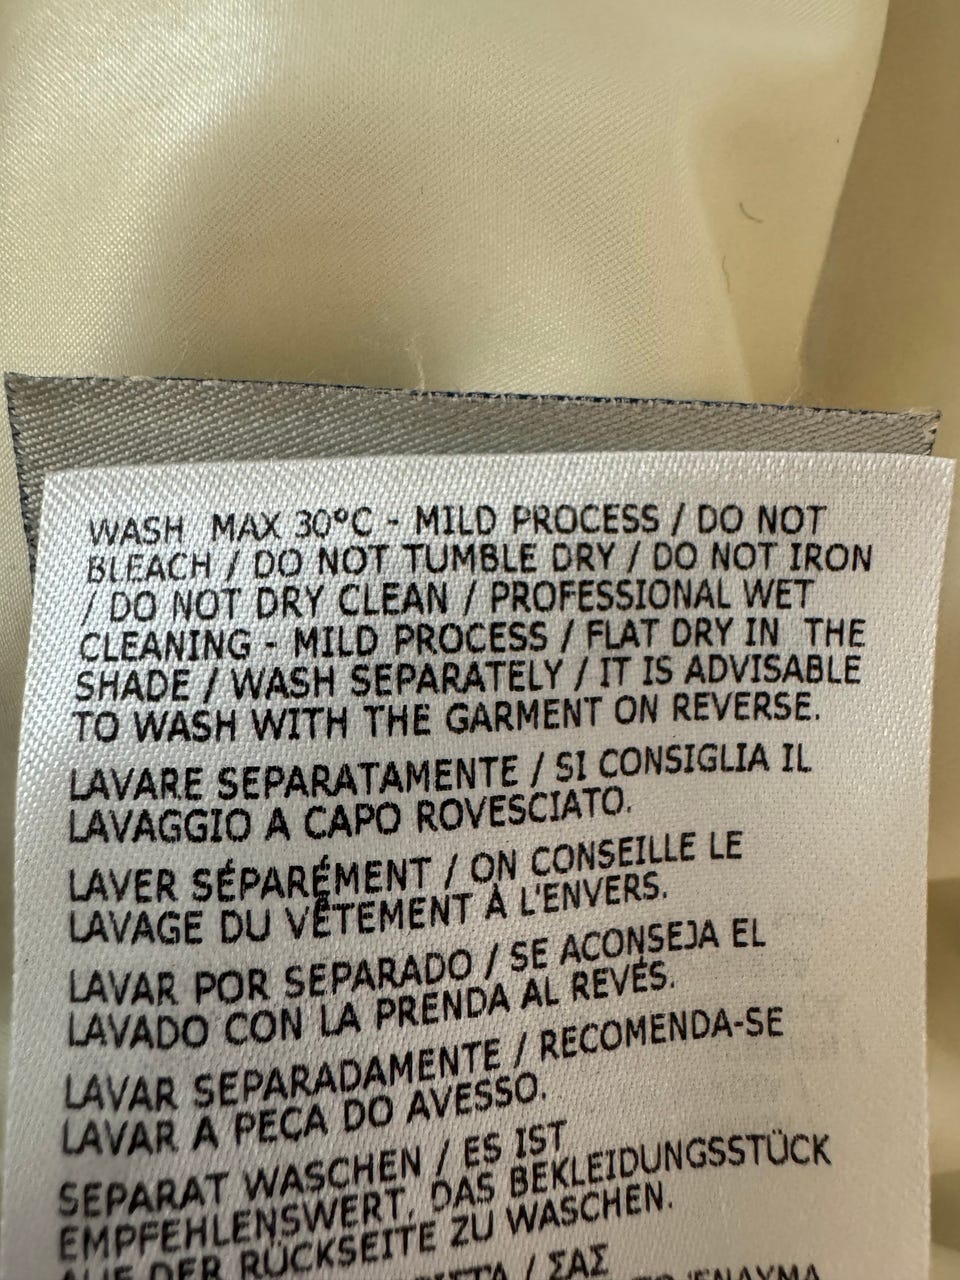 WASH MAX 30°C - MILD PROCESS / DO NOT
BLEACH / DO NOT TUMBLE DRY / DO NOT IRON
/ DO NOT DRY CLEAN / PROFESSIONAL WET
CLEANING - MILD PROCESS / FLAT DRY IN THE
SHADE / WASH SEPARATELY / IT IS ADVISABLE
TO WASH WITH THE GARMENT ON REVERSE.
LAVARE SEPARATAMENTE / SI CONSIGLIA IL
LAVAGGIO A CAPO ROVESCIATO.
LAVER SÉPARÉMENT / ON CONSEILLE LE
LAVAGE DU VÊTEMENT À L'ENVERS.
LAVAR POR SEPARADO / SE ACONSEJA EL
LAVADO CON LA PRENDA AL REVÉS.
LAVAR SEPARADAMENTE / RECOMENDA-SE
LAVAR A PEÇA DO AVESSO.
SEPARAT WASCHEN / ES IST
EMPFEHLENSWERT, DAS BEKLEIDUNGSSTÜCK
AUF DER RÜCKSEITE ZU WASCHEN.
/ ΣΑΣ